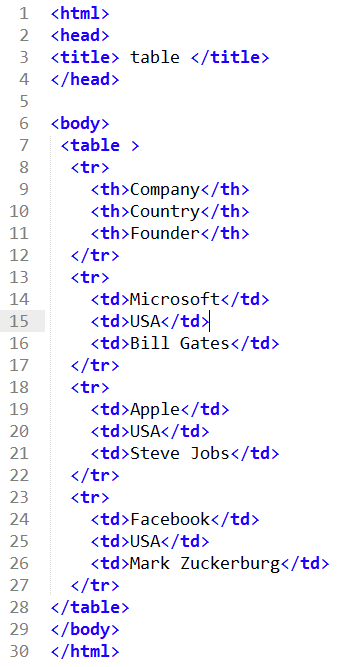 1 <html>
2 <head>
3 <title> table </title>
4 </head>
5
6 <body>
7 <table >
8 <tr>
9 <th>Company</th>
10 <th>Country</th>
11 <th>Founder</th>
12 </tr>
13 <tr>
14 <td>Microsoft</td>
15 <td>USA</td>
16 <td>Bill Gates</td>
17 </tr>
18 <tr>
19 <td>Apple</td>
20 <td>USA</td>
21 <td>Steve Jobs</td>
22 </tr>
23 <tr>
24 <td>Facebook</td>
25 <td>USA</td>
26 <td>Mark Zuckerburg</td>
27 </tr>
28 </table>
29 </body>
30 </html>